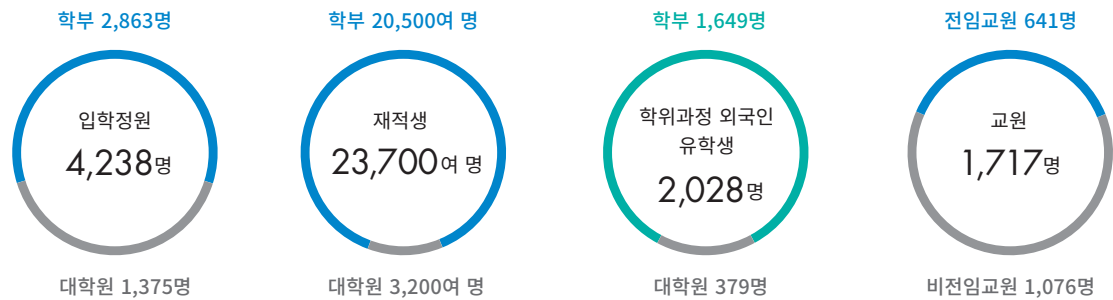 학부 2,863명
입학정원
4,238명
대학원 1,375명
학부 20,500여 명
재적생
23,700여 명
대학원 3,200여 명
학부 1,649명
학위과정 외국인
유학생
2,028명
대학원 379명
전임교원 641명
교원
1,717명
비전임교원 1,076명